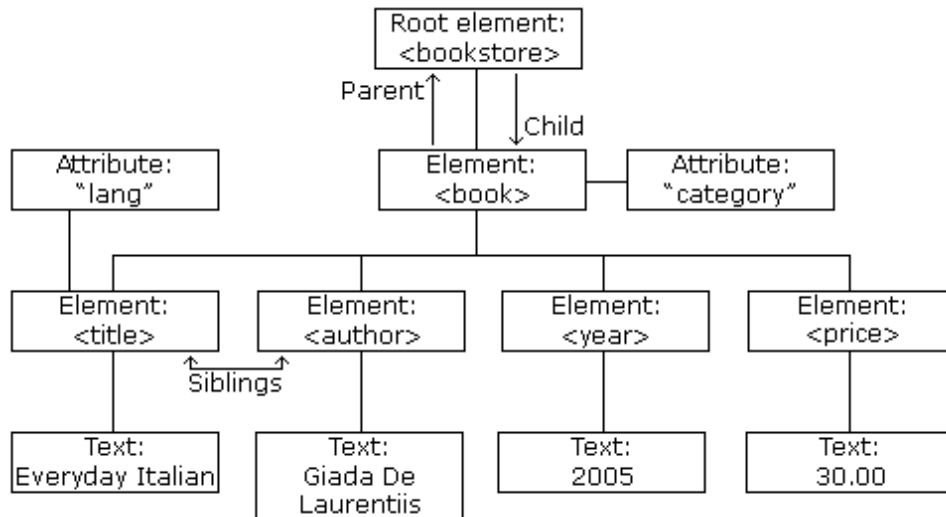 Root element:
<bookstore>
Parent
Child
Attribute:
“lang”
Element:
<book>
Attribute:
“category”
Element:
<title>
Element:
<author>
Element:
<year>
Element:
<price>
Siblings
Text:
Everyday Italian
Text:
Giada De
Laurentiis
Text:
2005
Text:
30.00